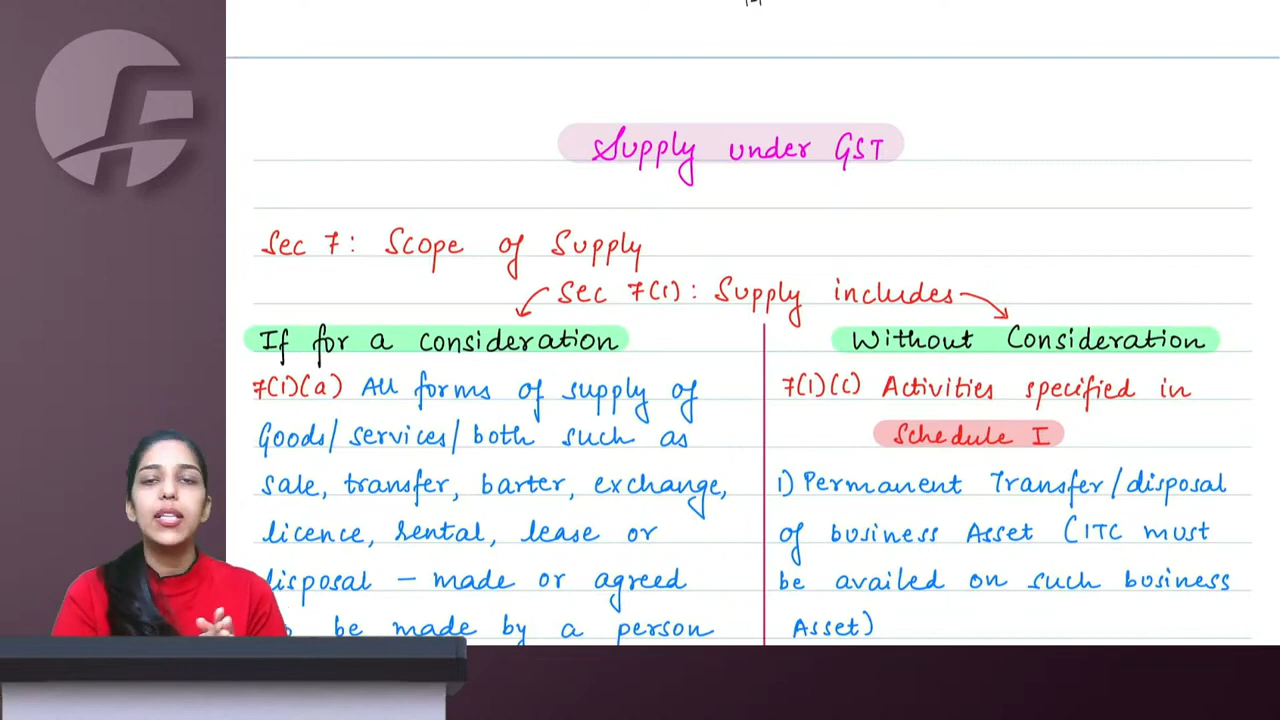 Supply under GST
Sec 7: Scope of Supply
Sec 7(1): Supply includes
If for a consideration
7(1)(a) All forms of supply of
Goods/services/both such as
sale, transfer, barter, exchange,
licence, rental, lease or
disposal – made or agreed
be made by a person
Without Consideration
7(1)(c) Activities specified in
Schedule I
1) Permanent Transfer/disposal
of business Asset (ITC must
be availed on such business
Asset)